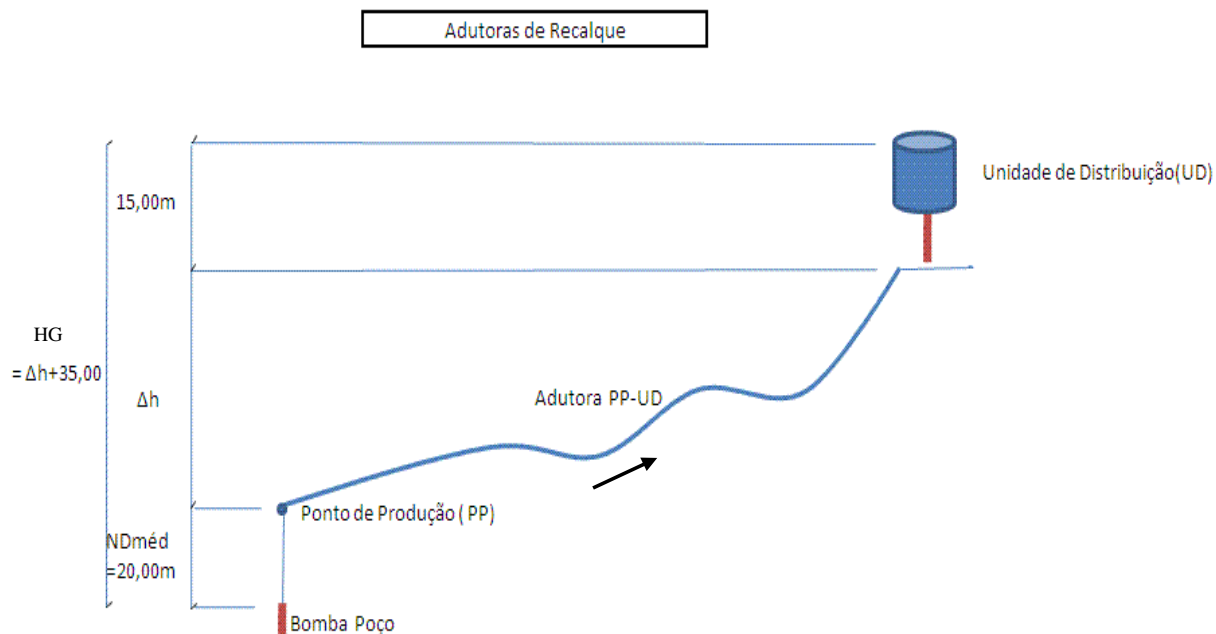 Adutoras de Recalque
Unidade de Distribuição(UD)
15,00m
HG
= Δh+35,00
Δh
Adutora PP-UD
Ponto de Produção ( PP)
NDméd
=20,00m
Bomba Poço